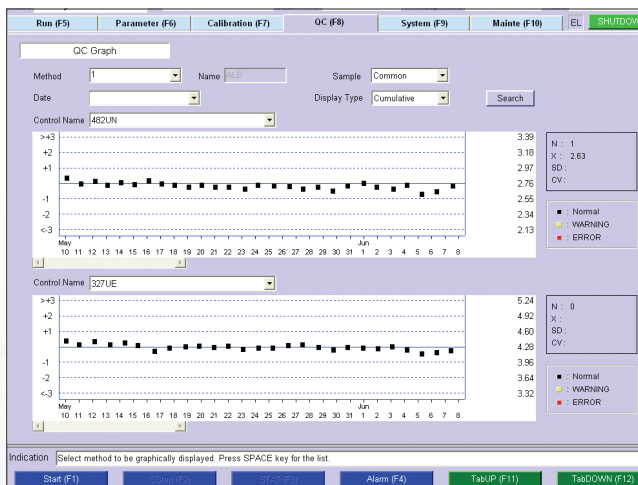 Run (F5) Parameter (F6) Calibration (F7) QC (F8) System (F9) Mainte (F10) EL SHUTDOW
QC Graph
Method 1 Name ALB Sample Common
Date Display Type Cumulative Search
Control Name 482UN
>+3 3.39
+2 3.18
+1 2.97
2.76
-1 2.55
-2 2.34
<-3 2.13
N : 1
X : 2.63
SD :
CV :
: Normal
: WARNING
: ERROR
May Jun
10 11 12 13 14 15 16 17 18 19 20 21 22 23 24 25 26 27 28 29 30 31 1 2 3 4 5 6 7 8
Control Name 327UE
>+3 5.24
+2 4.92
+1 4.60
4.28
-1 3.96
-2 3.64
<-3 3.32
N : 0
X :
SD :
CV :
: Normal
: WARNING
: ERROR
May Jun
10 11 12 13 14 15 16 17 18 19 20 21 22 23 24 25 26 27 28 29 30 31 1 2 3 4 5 6 7 8
Indication Select method to be graphically displayed. Press SPACE key for the list.
Start (F1) SStop (F2) STAT (F3) Alarm (F4) TabUP (F11) TabDOWN (F12)